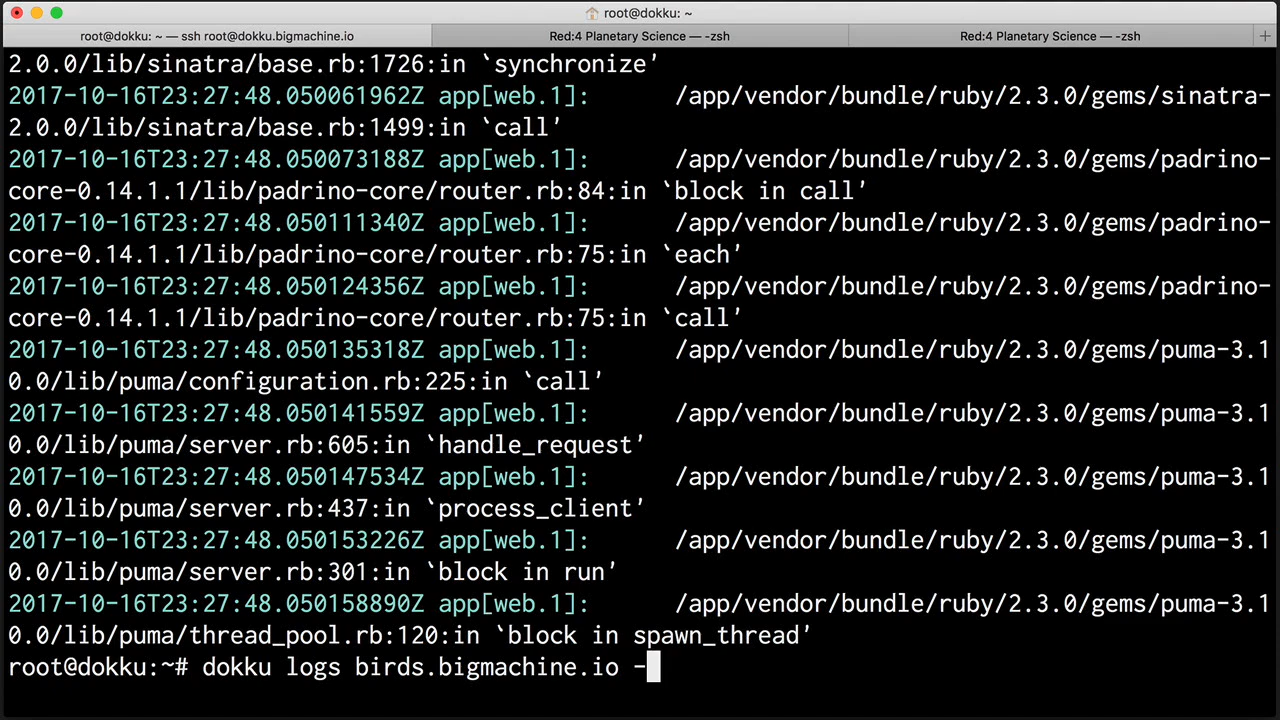 root@dokku: ~
root@dokku: ~ — ssh root@dokku.bigmachine.io
Red:4 Planetary Science — -zsh
Red:4 Planetary Science — -zsh
2.0.0/lib/sinatra/base.rb:1726:in `synchronize'
2017-10-16T23:27:48.050061962Z app[web.1]:      /app/vendor/bundle/ruby/2.3.0/gems/sinatra-
2.0.0/lib/sinatra/base.rb:1499:in `call'
2017-10-16T23:27:48.050073188Z app[web.1]:      /app/vendor/bundle/ruby/2.3.0/gems/padrino-
core-0.14.1.1/lib/padrino-core/router.rb:84:in `block in call'
2017-10-16T23:27:48.050111340Z app[web.1]:      /app/vendor/bundle/ruby/2.3.0/gems/padrino-
core-0.14.1.1/lib/padrino-core/router.rb:75:in `each'
2017-10-16T23:27:48.050124356Z app[web.1]:      /app/vendor/bundle/ruby/2.3.0/gems/padrino-
core-0.14.1.1/lib/padrino-core/router.rb:75:in `call'
2017-10-16T23:27:48.050135318Z app[web.1]:      /app/vendor/bundle/ruby/2.3.0/gems/puma-3.1
0.0/lib/puma/configuration.rb:225:in `call'
2017-10-16T23:27:48.050141559Z app[web.1]:      /app/vendor/bundle/ruby/2.3.0/gems/puma-3.1
0.0/lib/puma/server.rb:605:in `handle_request'
2017-10-16T23:27:48.050147534Z app[web.1]:      /app/vendor/bundle/ruby/2.3.0/gems/puma-3.1
0.0/lib/puma/server.rb:437:in `process_client'
2017-10-16T23:27:48.050153226Z app[web.1]:      /app/vendor/bundle/ruby/2.3.0/gems/puma-3.1
0.0/lib/puma/server.rb:301:in `block in run'
2017-10-16T23:27:48.050158890Z app[web.1]:      /app/vendor/bundle/ruby/2.3.0/gems/puma-3.1
0.0/lib/puma/thread_pool.rb:120:in `block in spawn_thread'
root@dokku:~# dokku logs birds.bigmachine.io -